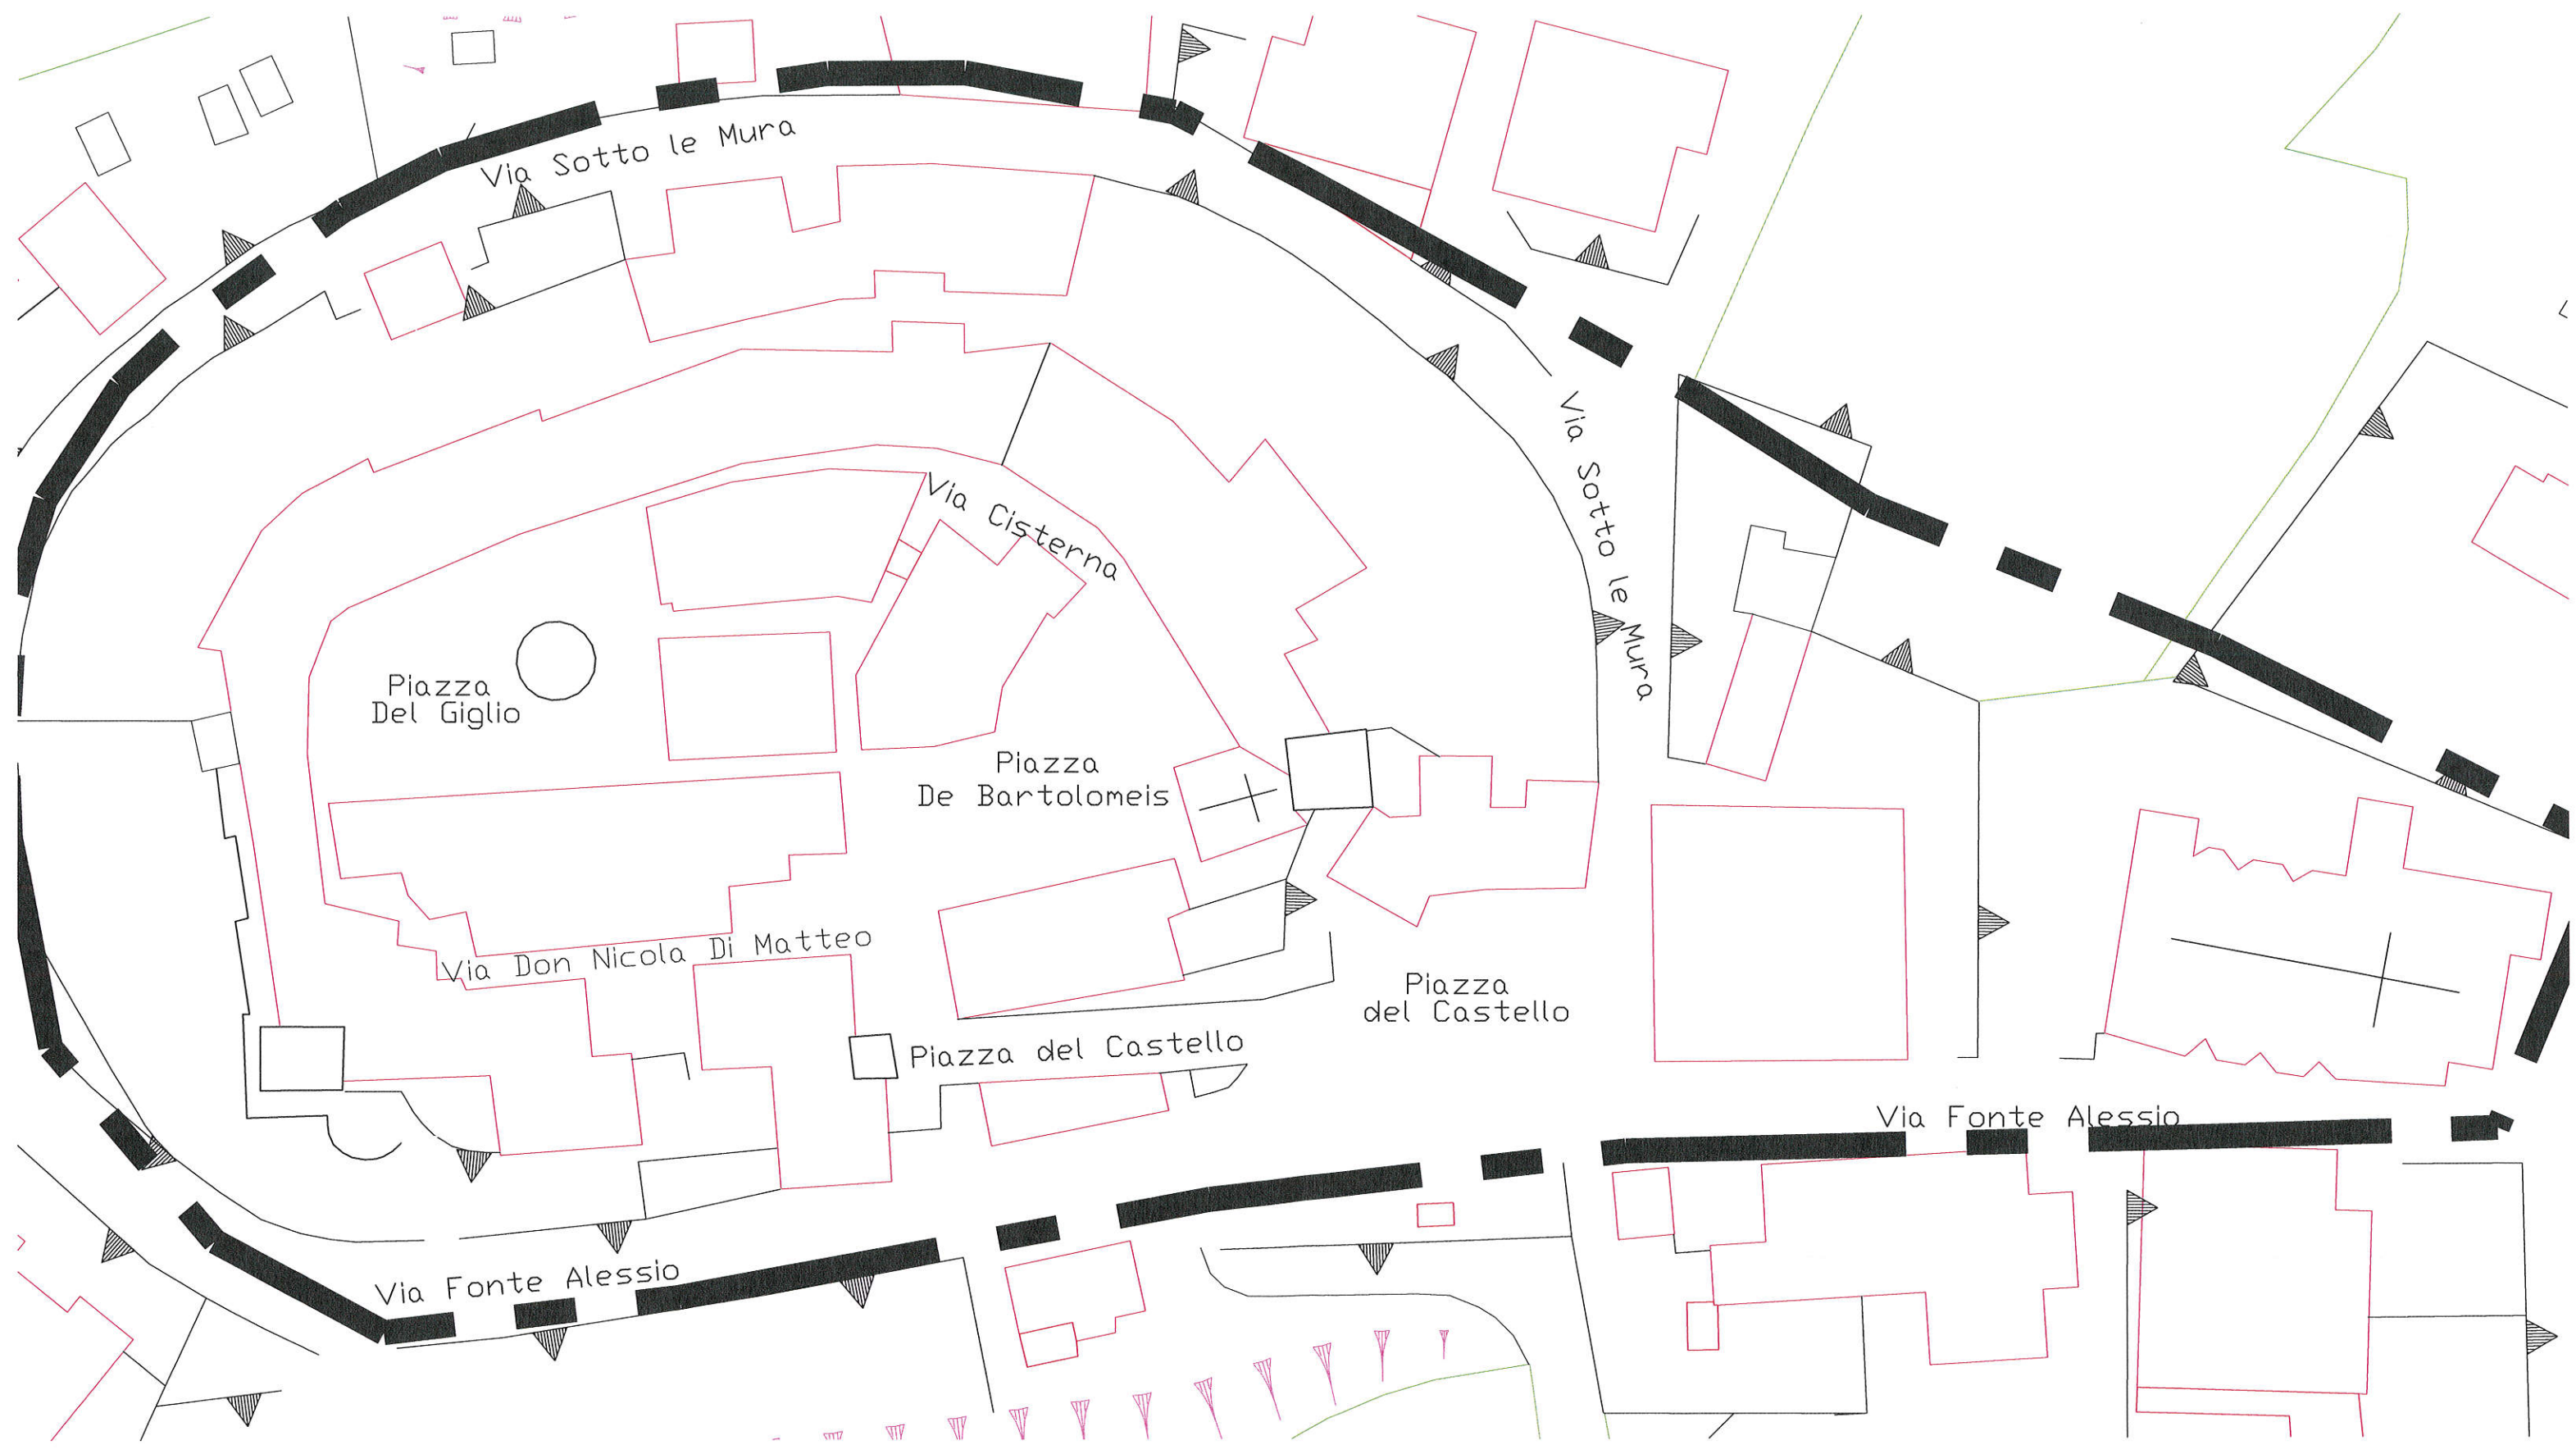 Via Sotto le Mura
Via Sotto le Mura
Via Cisterna
Piazza
Del Giglio
Piazza
De Bartolomeis
Via Don Nicola Di Matteo
Piazza
del Castello
Piazza del Castello
Via Fonte Alessio
Via Fonte Alessio